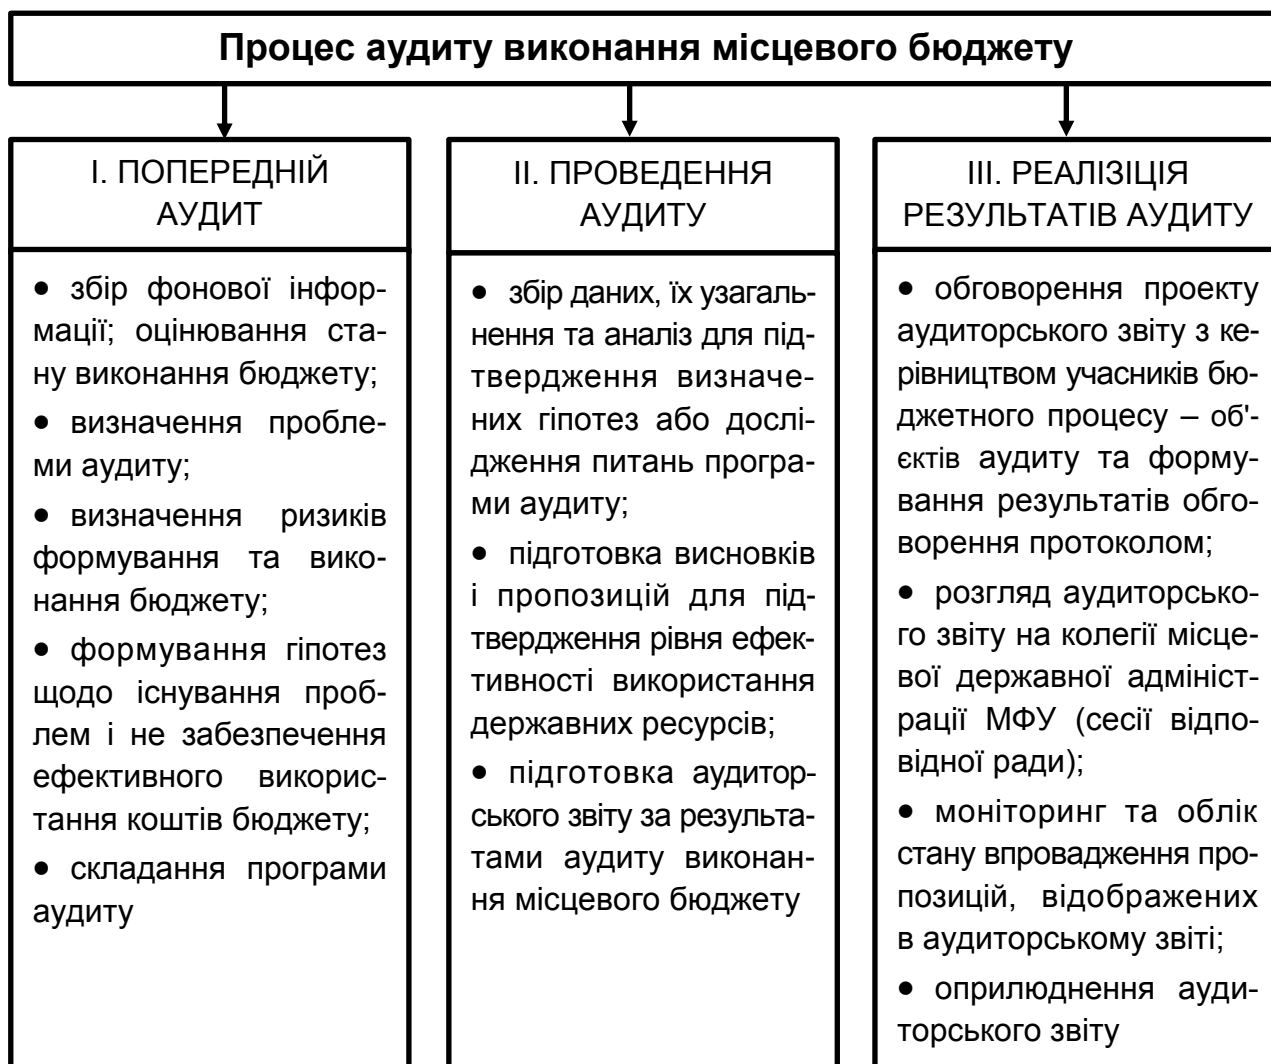 Процес аудиту виконання місцевого бюджету
І. ПОПЕРЕДНІЙ
АУДИТ
• збір фонової інфор-
мації; оцінювання ста-
ну виконання бюджету;
• визначення пробле-
ми аудиту;
• визначення ризиків
формування та вико-
нання бюджету;
• формування гіпотез
щодо існування проб-
лем і не забезпечення
ефективного викорис-
тання коштів бюджету;
• складання програми
аудиту
ІІ. ПРОВЕДЕННЯ
АУДИТУ
• збір даних, їх узагаль-
нення та аналіз для під-
твердження визначе-
них гіпотез або дослі-
дження питань програ-
ми аудиту;
• підготовка висновків
і пропозицій для під-
твердження рівня ефек-
тивності використання
державних ресурсів;
• підготовка аудитор-
ського звіту за результа-
тами аудиту виконан-
ня місцевого бюджету
ІІІ. РЕАЛІЗІЦІЯ
РЕЗУЛЬТАТІВ АУДИТУ
• обговорення проекту
аудиторського звіту з ке-
рівництвом учасників бю-
джетного процесу – об'-
єктів аудиту та форму-
вання результатів обго-
ворення протоколом;
• розгляд аудиторсько-
го звіту на колегії місце-
вої державної адмініст-
рації МФУ (сесії відпо-
відної ради);
• моніторинг та облік
стану впровадження про-
позицій, відображених
в аудиторському звіті;
• оприлюднення ауди-
торського звіту